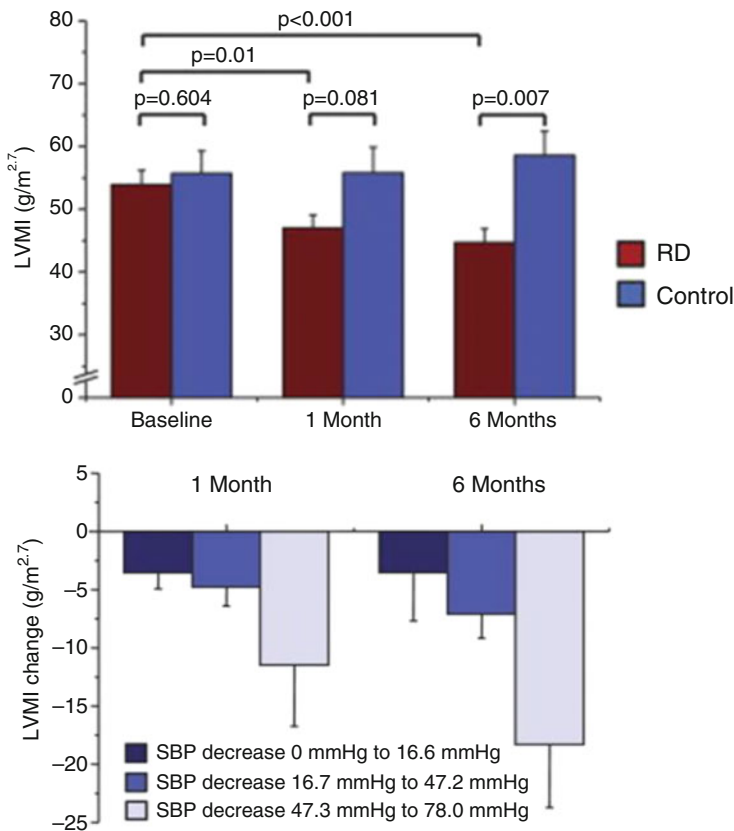 80
p<0.001
70
p=0.01
p=0.604 p=0.081 p=0.007
60
LVMI (g/m2.7)
50
40
30
0
Baseline 1 Month 6 Months
RD
Control
5
1 Month 6 Months
0
–5
LVMI change (g/m2.7)
–10
–15
–20
–25
SBP decrease 0 mmHg to 16.6 mmHg
SBP decrease 16.7 mmHg to 47.2 mmHg
SBP decrease 47.3 mmHg to 78.0 mmHg